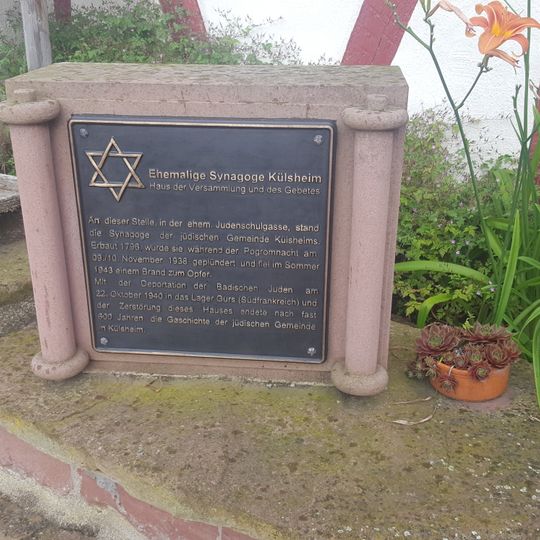 Ehemalige Synagoge Külsheim
Haus der Versammlung und des Gebetes
An dieser Stelle, in der ehem. Judenschulgasse, stand
die Synagoge der jüdischen Gemeinde Külsheims.
Erbaut 1796, wurde sie während der Pogromnacht am
09./10. November 1938 geplündert und fiel im Sommer
1943 einem Brand zum Opfer.
Mit der Deportation der Badischen Juden am
22. Oktober 1940 in das Lager Gurs (Südfrankreich) und
der Zerstörung dieses Hauses endete nach fast
600 Jahren die Geschichte der jüdischen Gemeinde
in Külsheim.